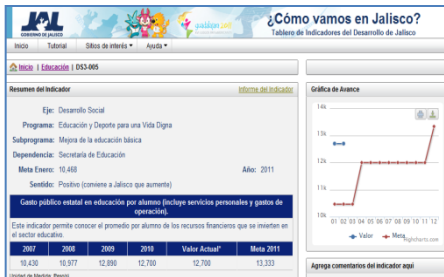 JAL
GOBIERNO DE JALISCO
¿Cómo vamos en Jalisco?
Tablero de Indicadores del Desarrollo de Jalisco
Inicio Tutorial Sitios de interés Ayuda
Inicio | Educación | DS3-005
Resumen del Indicador Informe del Indicador
Eje: Desarrollo Social
Programa: Educación y Deporte para una Vida Digna
Subprograma: Mejora de la educación básica
Dependencia: Secretaría de Educación
Meta Enero: 10,468 Año: 2011
Sentido: Positivo (conviene a Jalisco que aumenta)
Gasto público estatal en educación por alumno (incluye servicios personales y gastos de
operación).
Este indicador permite conocer el promedio por alumno de los recursos financieros que se invierten en
el sector educativo.
2007 2008 2009 2010 Valor Actual* Meta 2011
10,430 10,977 12,890 12,700 12,708 13,333
Unidad de Medida: Pesos
Gráfica de Avance
14k
13k
12k
11k
10k
01 02 03 04 05 06 07 08 09 10 11 12
Valor Meta
Highcharts.com
Agrega comentarios del indicador aquí